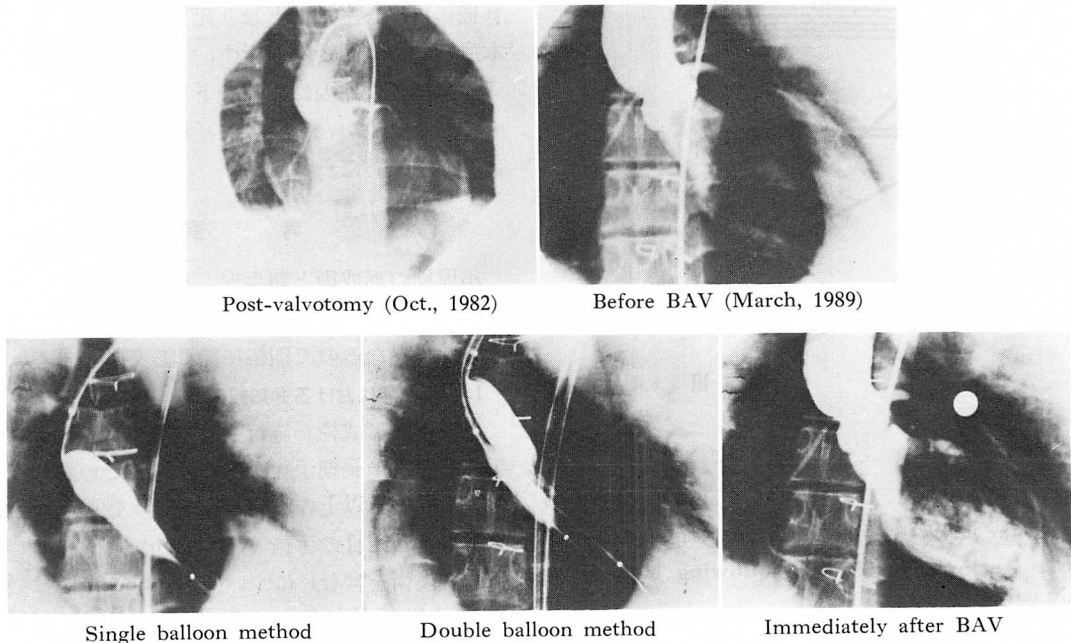 Post-valvotomy (Oct., 1982)
Before BAV (March, 1989)
Single balloon method
Double balloon method
Immediately after BAV